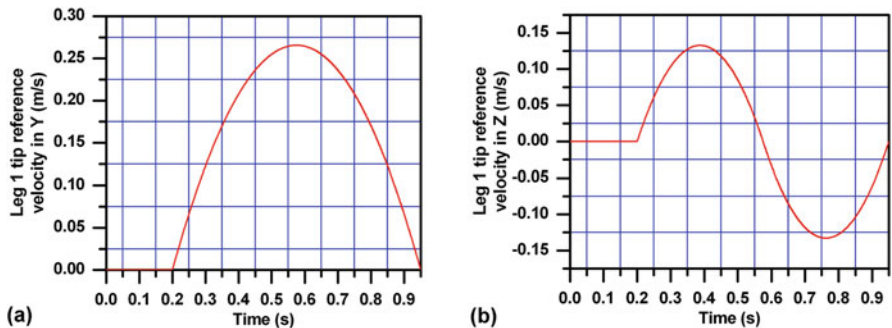 0.30
0.25
0.20
0.15
0.10
0.05
0.00
Leg 1 tip reference
velocity in Y (m/s)
0.0 0.1 0.2 0.3 0.4 0.5 0.6 0.7 0.8 0.9
Time (s)
(a)
0.15
0.10
0.05
0.00
-0.05
-0.10
-0.15
Leg 1 tip reference
velocity in Z (m/s)
0.0 0.1 0.2 0.3 0.4 0.5 0.6 0.7 0.8 0.9
Time (s)
(b)